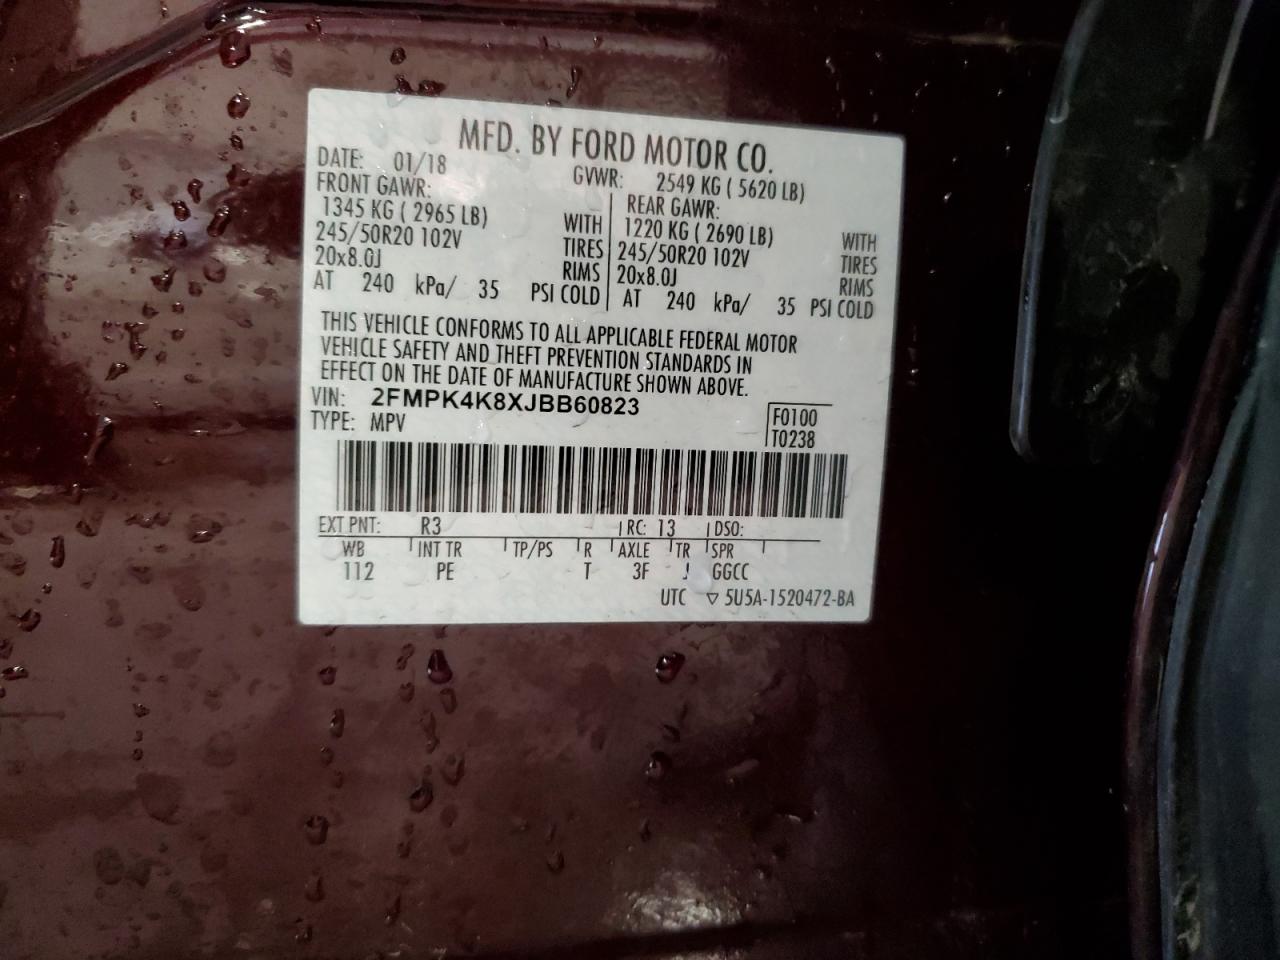 MFD. BY FORD MOTOR CO.
DATE: 01/18 GVWR: 2549 KG ( 5620 LB)
FRONT GAWR: REAR GAWR:
1345 KG ( 2965 LB) WITH 1220 KG ( 2690 LB) WITH
245/50R20 102V TIRES 245/50R20 102V TIRES
20x8.0J RIMS 20x8.0J RIMS
AT 240 kPa/ 35 PSI COLD AT 240 kPa/ 35 PSI COLD
THIS VEHICLE CONFORMS TO ALL APPLICABLE FEDERAL MOTOR
VEHICLE SAFETY AND THEFT PREVENTION STANDARDS IN
EFFECT ON THE DATE OF MANUFACTURE SHOWN ABOVE.
VIN: 2FMPK4K8XJBB60823 F0100
TYPE: MPV T0238
EXT PNT: R3 RC: 13 DSO:
WB INT TR TP/PS R AXLE TR SPR
112 PE T 3F J GGCC
UTC ▽ 5U5A-1520472-BA